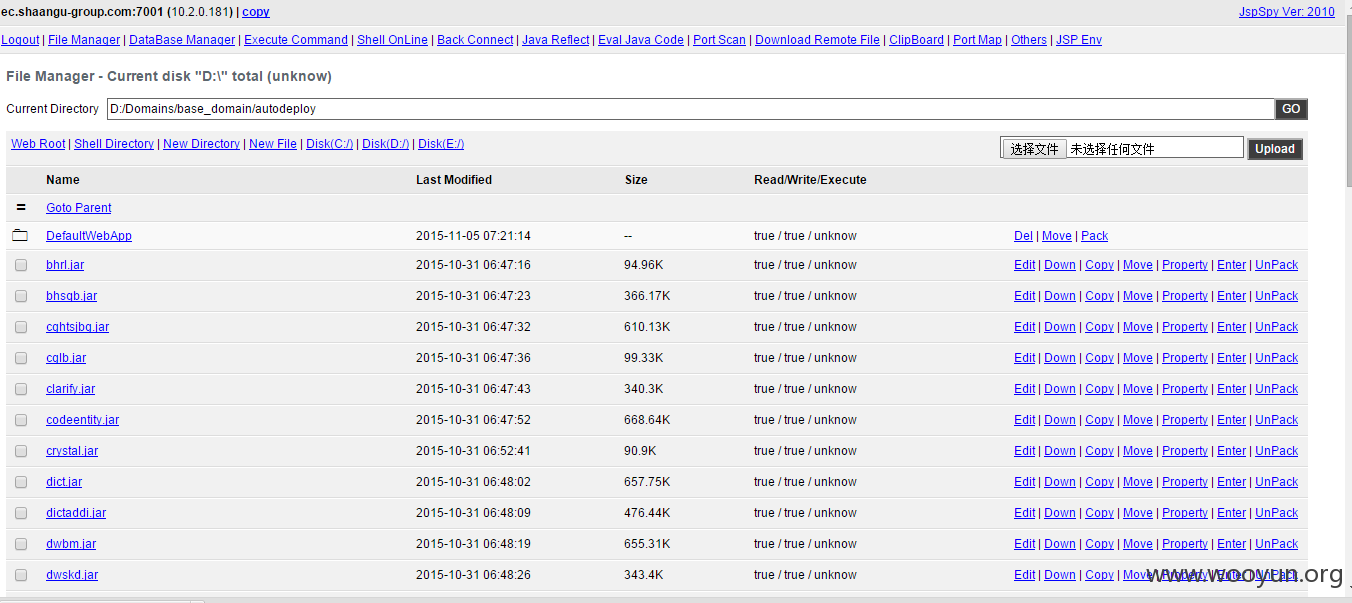 ec.shaangu-group.com:7001 (10.2.0.181) | copy JspSpy Ver: 2010
Logout | File Manager | DataBase Manager | Execute Command | Shell OnLine | Back Connect | Java Reflect | Eval Java Code | Port Scan | Download Remote File | ClipBoard | Port Map | Others | JSP Env
File Manager - Current disk "D:\" total (unknow)
Current Directory D:/Domains/base_domain/autodeploy GO
Web Root | Shell Directory | New Directory | New File | Disk(C:/) | Disk(D:/) | Disk(E:/) 选择文件 未选择任何文件 Upload
Name Last Modified Size Read/Write/Execute
= Goto Parent
DefaultWebApp 2015-11-05 07:21:14 -- true / true / unknow Del | Move | Pack
bhrl.jar 2015-10-31 06:47:16 94.96K true / true / unknow Edit | Down | Copy | Move | Property | Enter | UnPack
bhsqb.jar 2015-10-31 06:47:23 366.17K true / true / unknow Edit | Down | Copy | Move | Property | Enter | UnPack
cghtsjbg.jar 2015-10-31 06:47:32 610.13K true / true / unknow Edit | Down | Copy | Move | Property | Enter | UnPack
cglb.jar 2015-10-31 06:47:36 99.33K true / true / unknow Edit | Down | Copy | Move | Property | Enter | UnPack
clarify.jar 2015-10-31 06:47:43 340.3K true / true / unknow Edit | Down | Copy | Move | Property | Enter | UnPack
codeentity.jar 2015-10-31 06:47:52 668.64K true / true / unknow Edit | Down | Copy | Move | Property | Enter | UnPack
crystal.jar 2015-10-31 06:52:41 90.9K true / true / unknow Edit | Down | Copy | Move | Property | Enter | UnPack
dict.jar 2015-10-31 06:48:02 657.75K true / true / unknow Edit | Down | Copy | Move | Property | Enter | UnPack
dictaddi.jar 2015-10-31 06:48:09 476.44K true / true / unknow Edit | Down | Copy | Move | Property | Enter | UnPack
dwbm.jar 2015-10-31 06:48:19 655.31K true / true / unknow Edit | Down | Copy | Move | Property | Enter | UnPack
dwskd.jar 2015-10-31 06:48:26 343.4K true / true / unknow Edit | Down | Copy | Move | Property | Enter | UnPack
www.wooyun.org